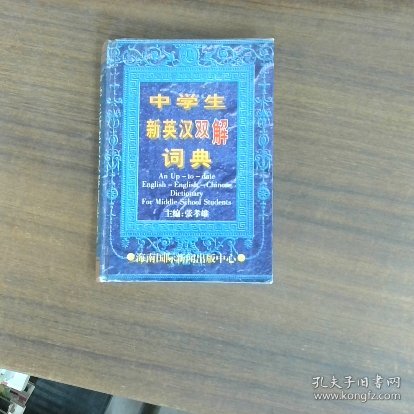 中学生
新英汉双解
词典
An Up-to-date
English-English-Chinese
Dictionary
For Middle School Students
主编:张孝雄
海南国际新闻出版中心
孔夫子旧书网
www.kongfz.com